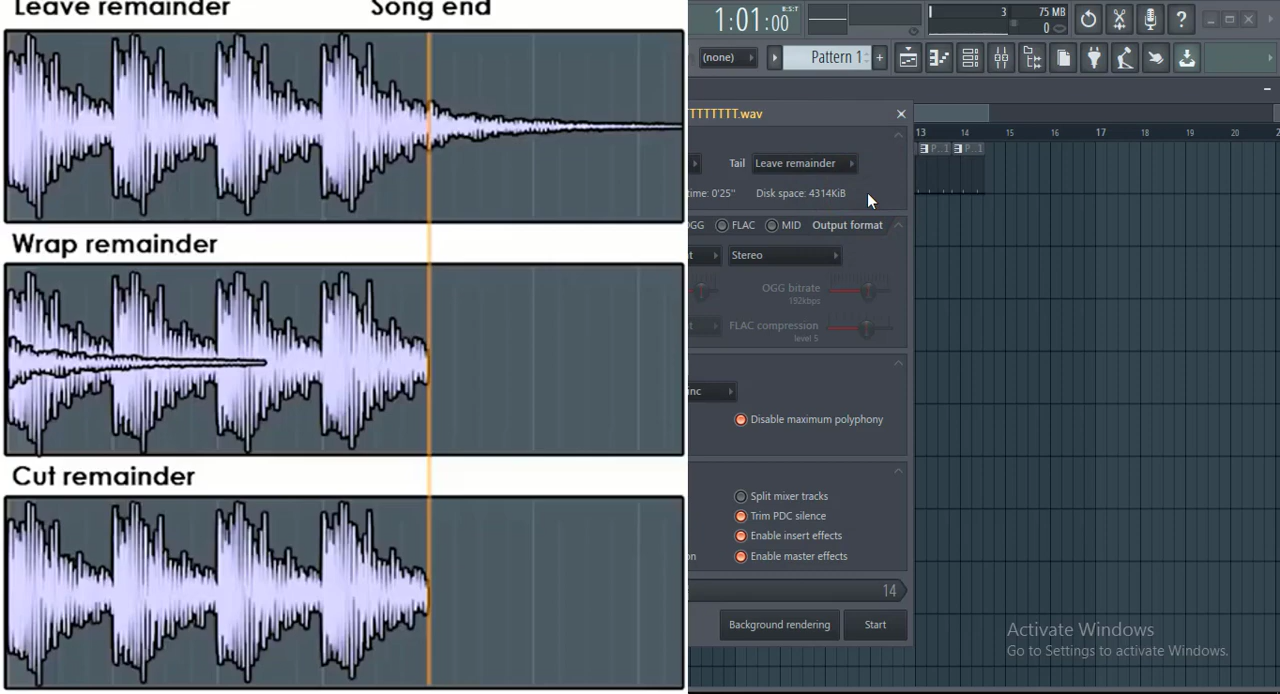 Leave remainder
Song end
Wrap remainder
Cut remainder
1:01:00
B:S:T
3
75 MB
0
(none)
Pattern 1
+
?
TTTTTTT.wav
Tail
Leave remainder
time: 0'25"
Disk space: 4314KiB
OGG
FLAC
MID
Output format
Stereo
OGG bitrate
192kbps
FLAC compression
level 5
inc
Disable maximum polyphony
Split mixer tracks
Trim PDC silence
Enable insert effects
Enable master effects
14
Background rendering
Start
13 14 15 16 17 18 19 20
P...1
P...1
Activate Windows
Go to Settings to activate Windows.